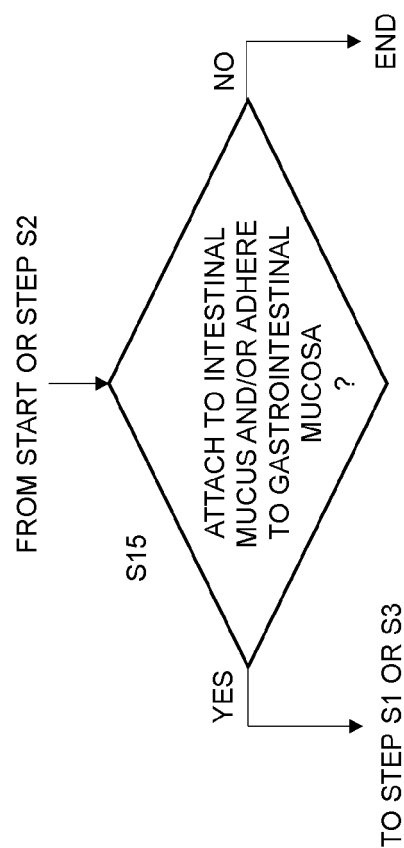 FROM START OR STEP S2
S15
ATTACH TO INTESTINAL
MUCUS AND/OR ADHERE
TO GASTROINTESTINAL
MUCOSA
?
YES
NO
TO STEP S1 OR S3
END